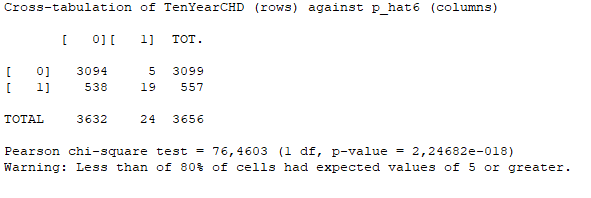 Cross-tabulation of TenYearCHD (rows) against p_hat6 (columns)
[   0][   1]  TOT.
[   0]   3094     5  3099
[   1]    538    19   557
TOTAL    3632    24  3656
Pearson chi-square test = 76,4603 (1 df, p-value = 2,24682e-018)
Warning: Less than of 80% of cells had expected values of 5 or greater.